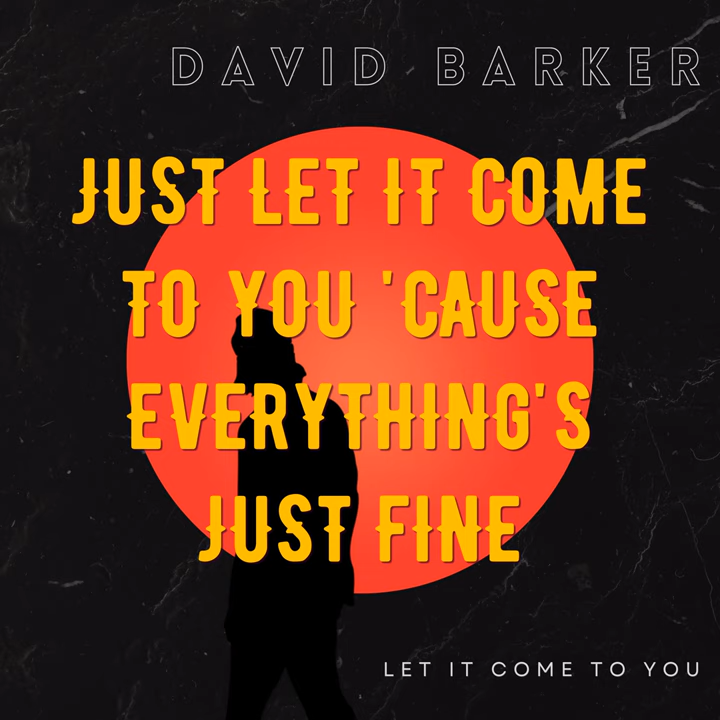 DAVID BARKER
JUST LET IT COME
TO YOU 'CAUSE
EVERYTHING'S
JUST FINE
LET IT COME TO YOU